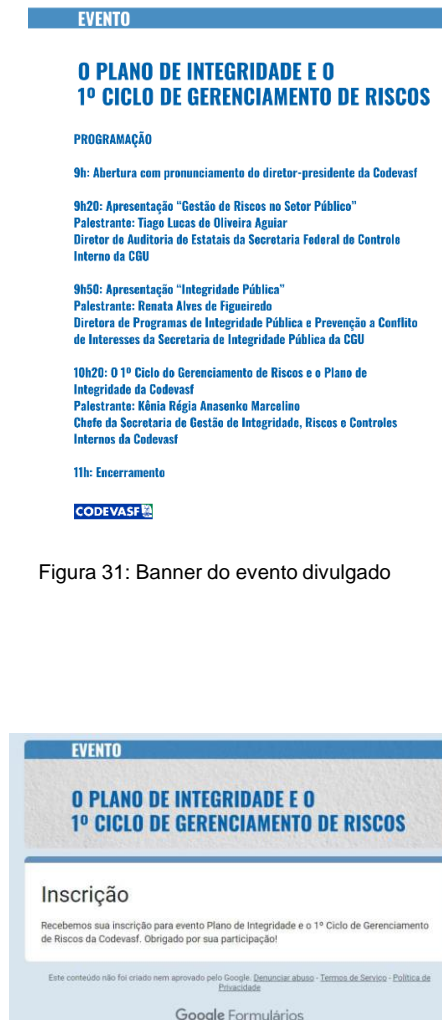 EVENTO
O PLANO DE INTEGRIDADE E O
1º CICLO DE GERENCIAMENTO DE RISCOS
PROGRAMAÇÃO
9h: Abertura com pronunciamento do diretor-presidente da Codevasf
9h20: Apresentação “Gestão de Riscos no Setor Público”
Palestrante: Tiago Lucas de Oliveira Aguiar
Diretor de Auditoria de Estatais da Secretaria Federal de Controle
Interno da CGU
9h50: Apresentação “Integridade Pública”
Palestrante: Renata Alves de Figueiredo
Diretora de Programas de Integridade Pública e Prevenção a Conflito
de Interesses da Secretaria de Integridade Pública da CGU
10h20: O 1º Ciclo do Gerenciamento de Riscos e o Plano de
Integridade da Codevasf
Palestrante: Kênia Régia Anasenko Marcelino
Chefe da Secretaria de Gestão de Integridade, Riscos e Controles
Internos da Codevasf
11h: Encerramento
CODEVASF
Figura 31: Banner do evento divulgado
EVENTO
O PLANO DE INTEGRIDADE E O
1º CICLO DE GERENCIAMENTO DE RISCOS
Inscrição
Recebemos sua inscrição para evento Plano de Integridade e o 1º Ciclo de Gerenciamento
de Riscos da Codevasf. Obrigado por sua participação!
Este conteúdo não foi criado nem aprovado pelo Google. Denunciar abuso - Termos de Serviço - Política de
Privacidade
Google Formulários